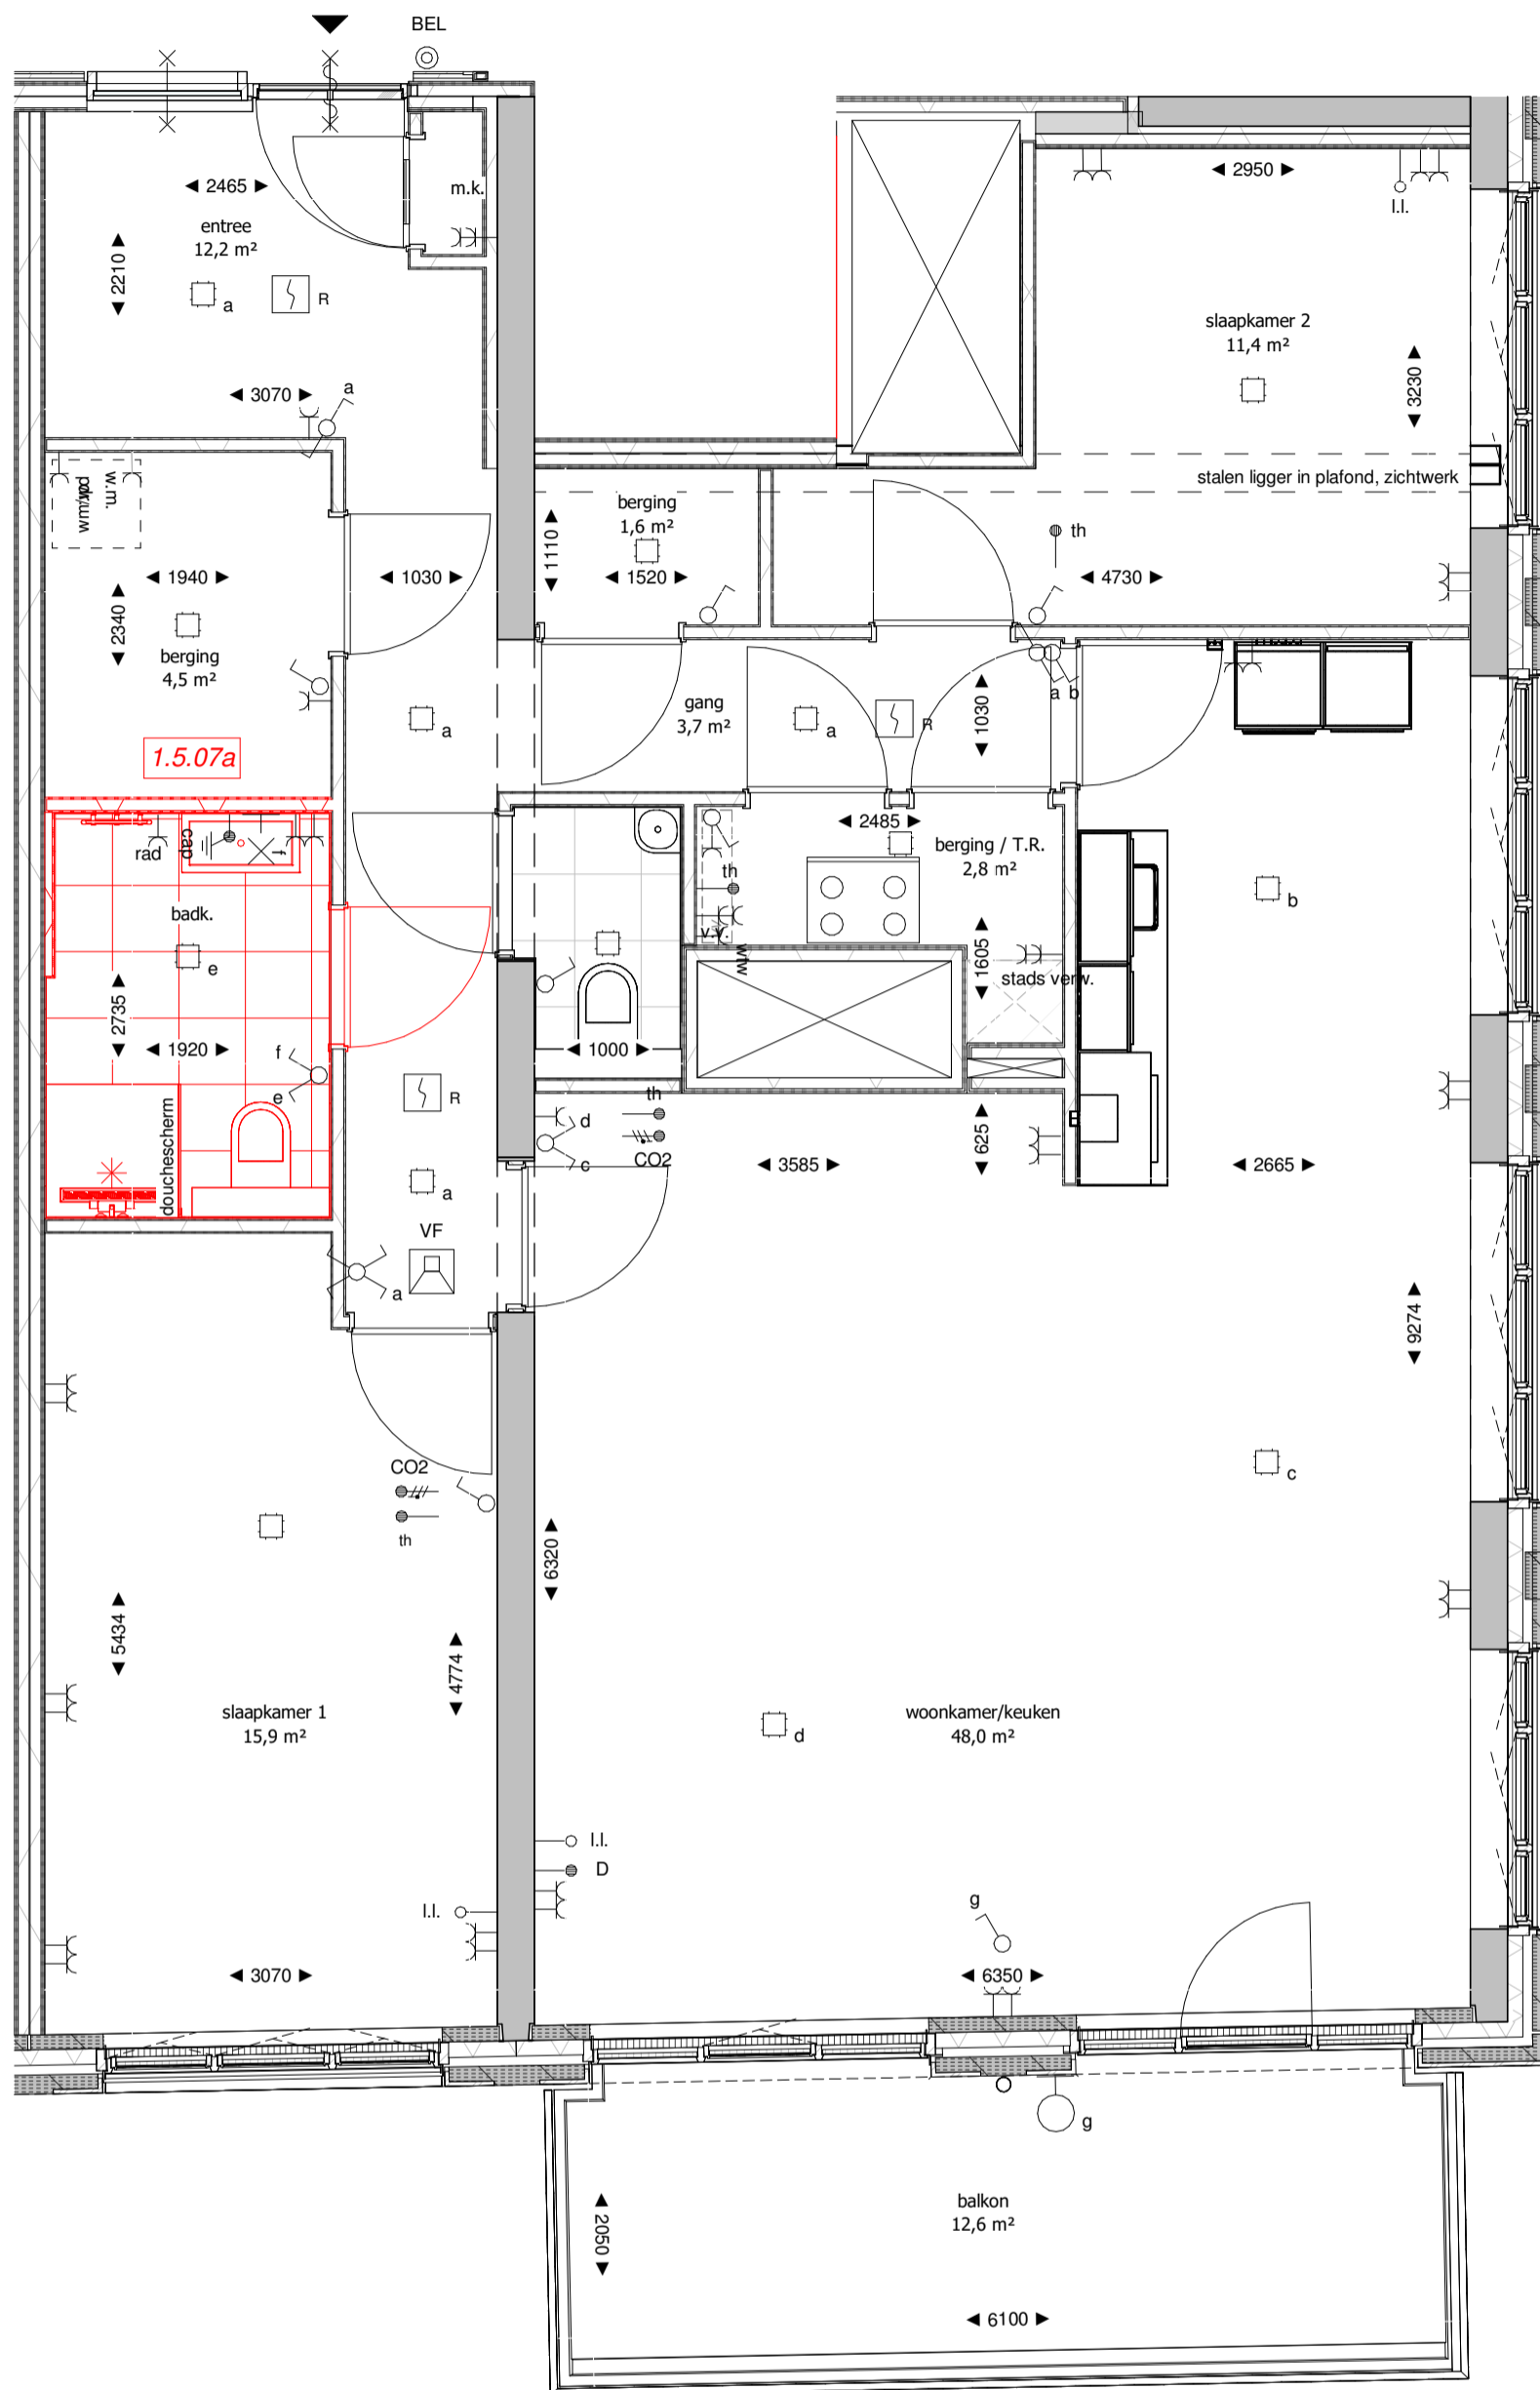 BEL
2465
entree
12,2 m²
m.k.
2950
l.l.
2210
a
R
slaapkamer 2
11,4 m²
3230
3070
a
stalen ligger in plafond, zichtwerk
w.m.
berging
1,6 m²
1110
1520
th
4730
1940
1030
2340
berging
4,5 m²
a
gang
3,7 m²
a
R
1030
a b
1.5.07a
2485
berging / T.R.
2,8 m²
th
v.v.
wtw
1605
stads verw.
b
rad
cap
f
badk.
e
2735
1920
f
e
douchescherm
1000
R
a
VF
a
d
c
th
CO2
625
3585
2665
9274
CO2
th
c
6320
5434
4774
slaapkamer 1
15,9 m²
woonkamer/keuken
48,0 m²
d
l.l.
D
l.l.
g
3070
6350
g
balkon
12,6 m²
2050
6100